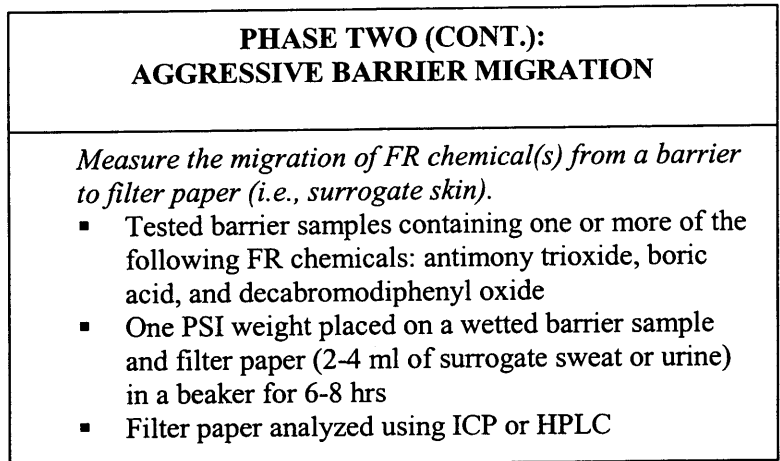 PHASE TWO (CONT.):
AGGRESSIVE BARRIER MIGRATION
Measure the migration of FR chemical(s) from a barrier
to filter paper (i.e., surrogate skin).
▪ Tested barrier samples containing one or more of the
following FR chemicals: antimony trioxide, boric
acid, and decabromodiphenyl oxide
▪ One PSI weight placed on a wetted barrier sample
and filter paper (2-4 ml of surrogate sweat or urine)
in a beaker for 6-8 hrs
▪ Filter paper analyzed using ICP or HPLC